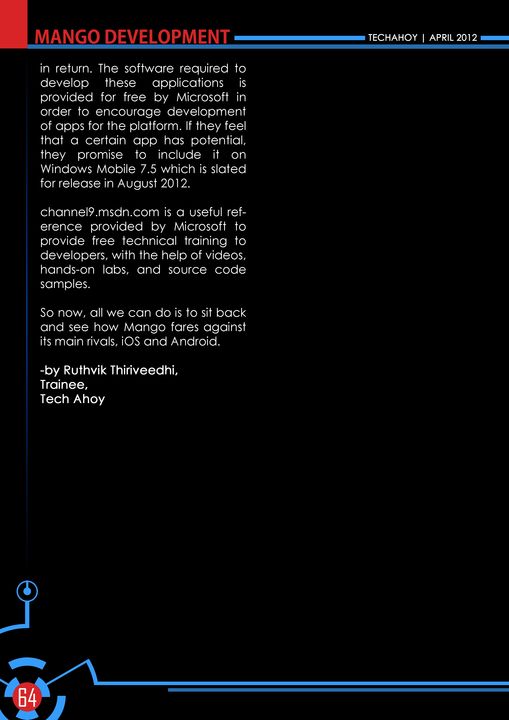 MANGO DEVELOPMENT
TECHAHOY | APRIL 2012
in return. The software required to
develop these applications is
provided for free by Microsoft in
order to encourage development
of apps for the platform. If they feel
that a certain app has potential,
they promise to include it on
Windows Mobile 7.5 which is slated
for release in August 2012.
channel9.msdn.com is a useful ref-
erence provided by Microsoft to
provide free technical training to
developers, with the help of videos,
hands-on labs, and source code
samples.
So now, all we can do is to sit back
and see how Mango fares against
its main rivals, iOS and Android.
-by Ruthvik Thiriveedhi,
Trainee,
Tech Ahoy
64